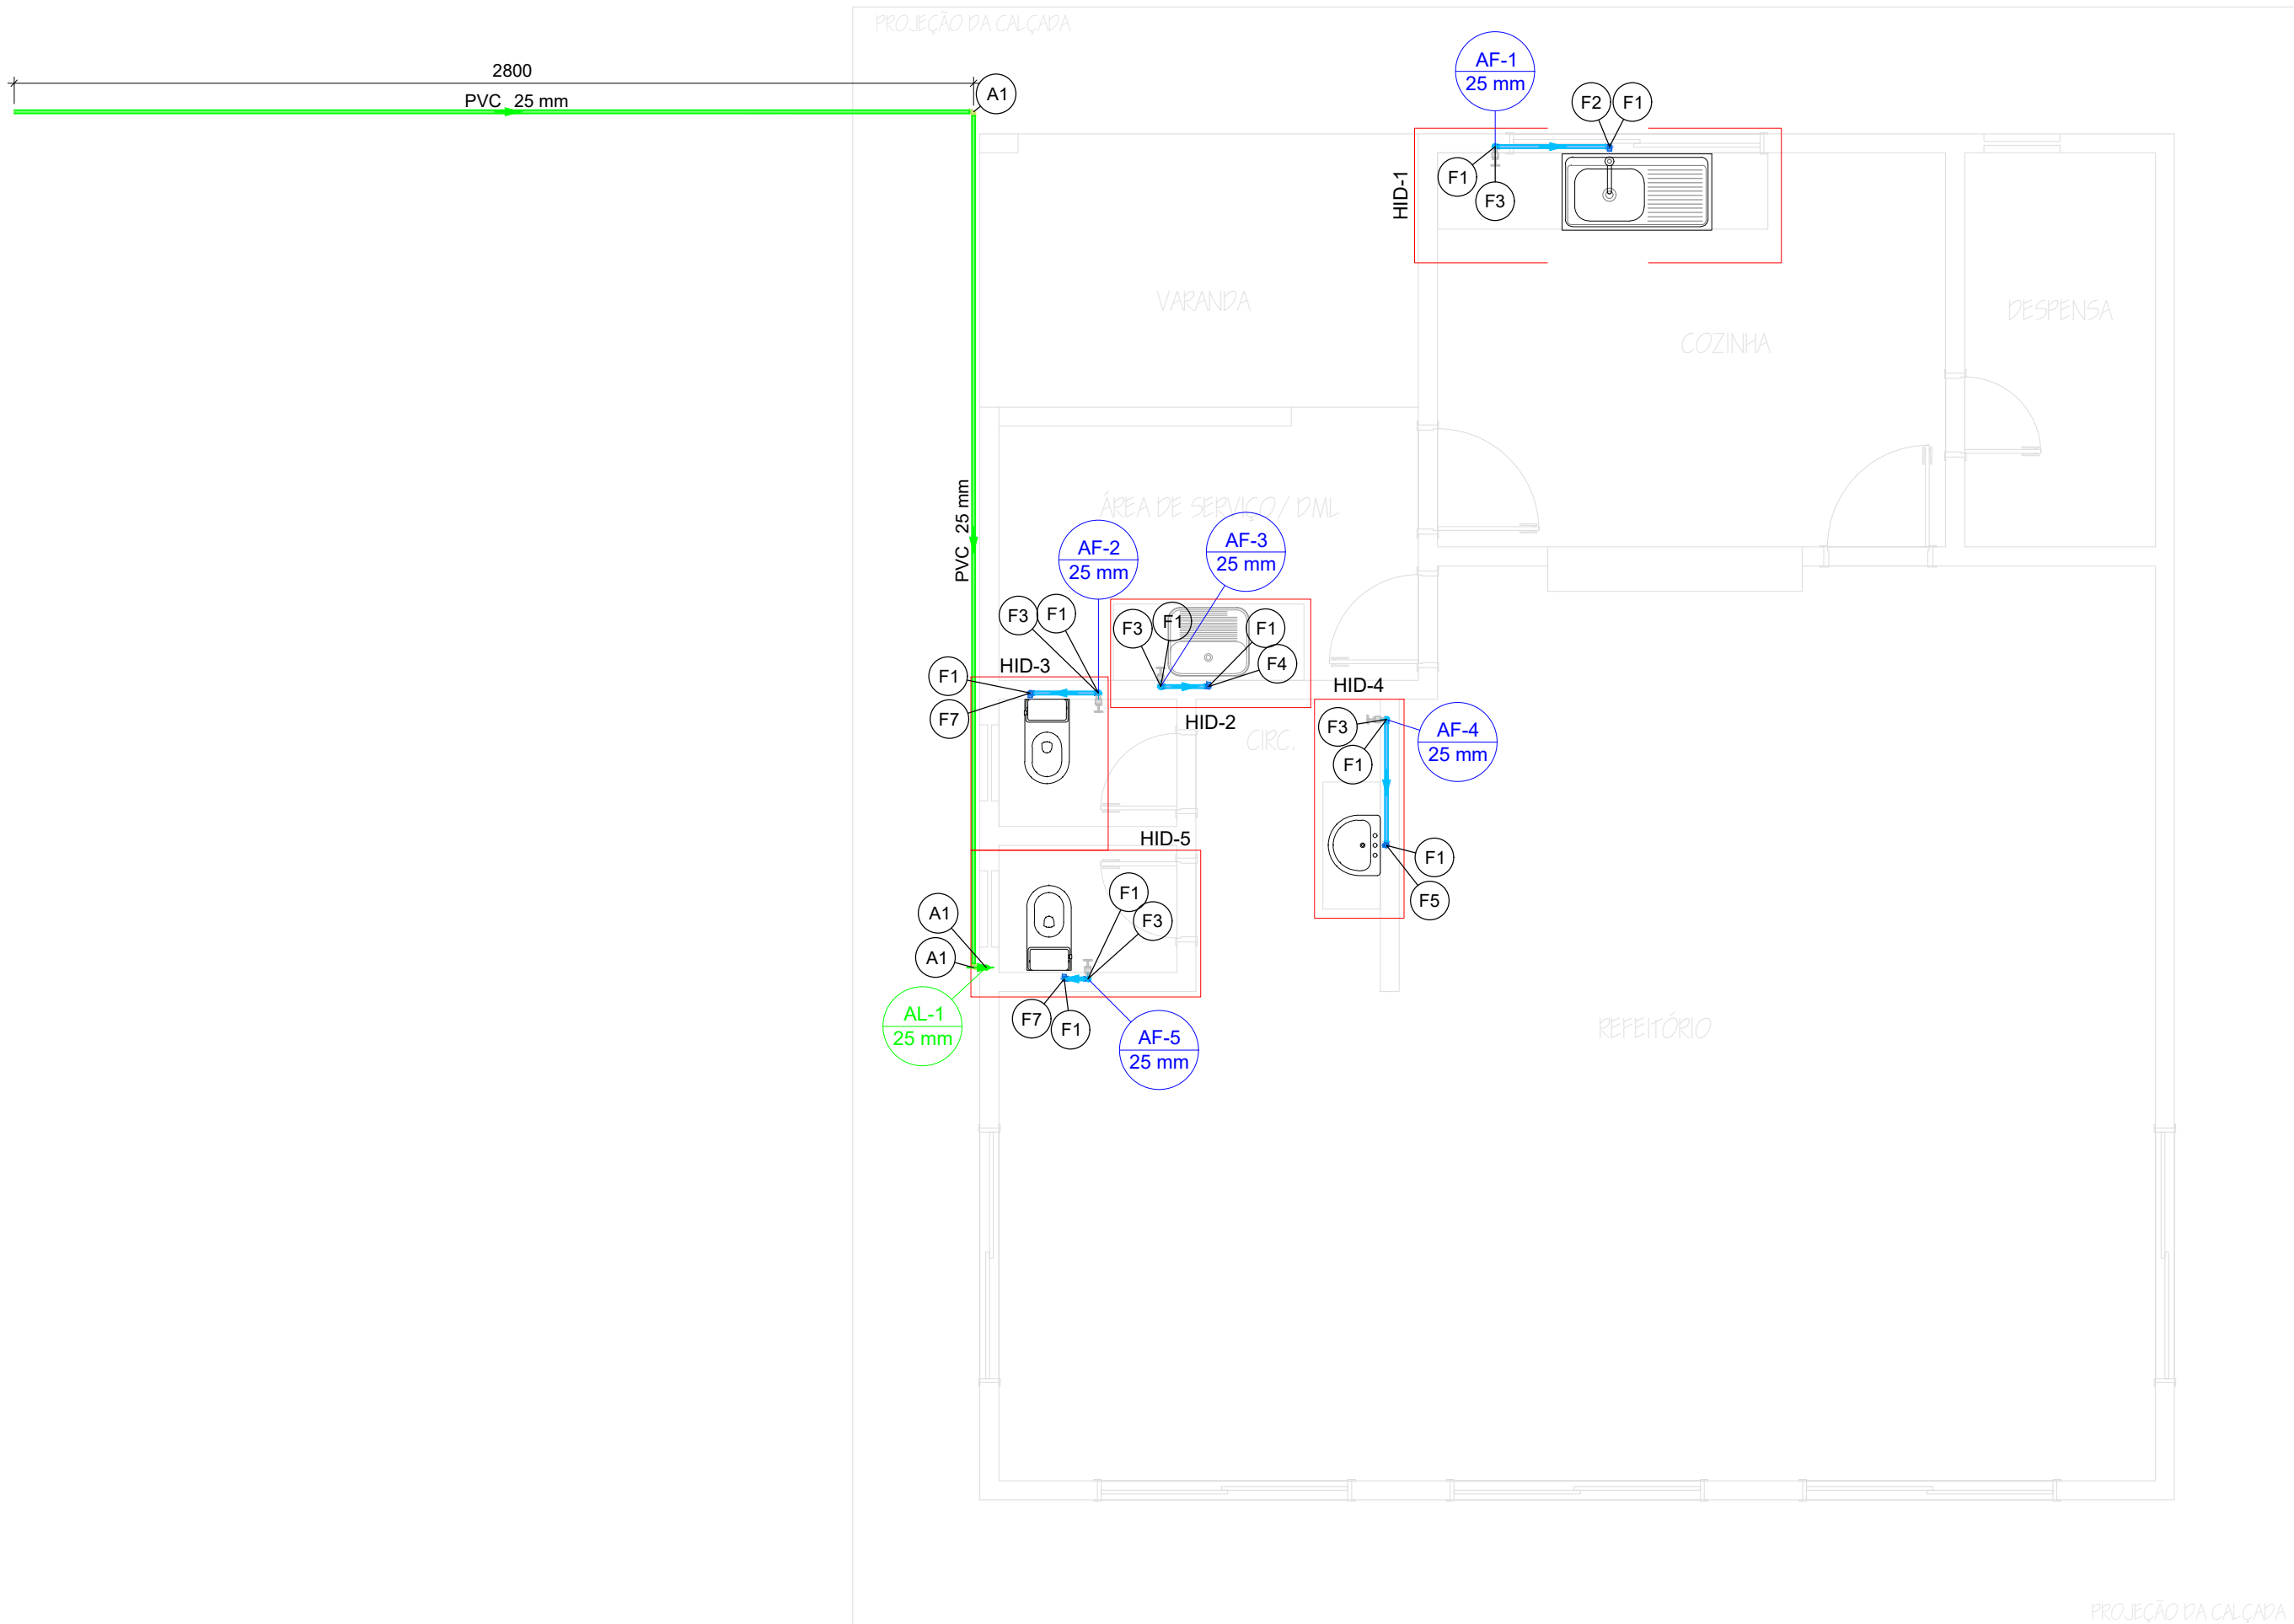 PROJEÇÃO DA CALÇADA
2800
PVC 25 mm
A1
AF-1
25 mm
F2
F1
F1
F3
HID-1
VARANDA
COZINHA
DESPENSA
PVC 25 mm
ÁREA DE SERVIÇO / DML
AF-2
25 mm
AF-3
25 mm
F3
F1
F3
F1
F1
F4
HID-3
F1
F7
HID-2
HID-4
CIRC.
F3
F1
AF-4
25 mm
HID-5
F1
F5
F1
F3
A1
A1
AL-1
25 mm
F7
F1
AF-5
25 mm
REFEITÓRIO
PROJEÇÃO DA CALÇADA